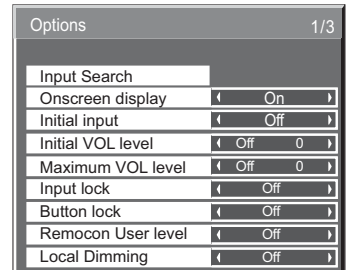 Options 1/3
Input Search
Onscreen display On
Initial input Off
Initial VOL level Off 0
Maximum VOL level Off 0
Input lock Off
Button lock Off
Remocon User level Off
Local Dimming Off